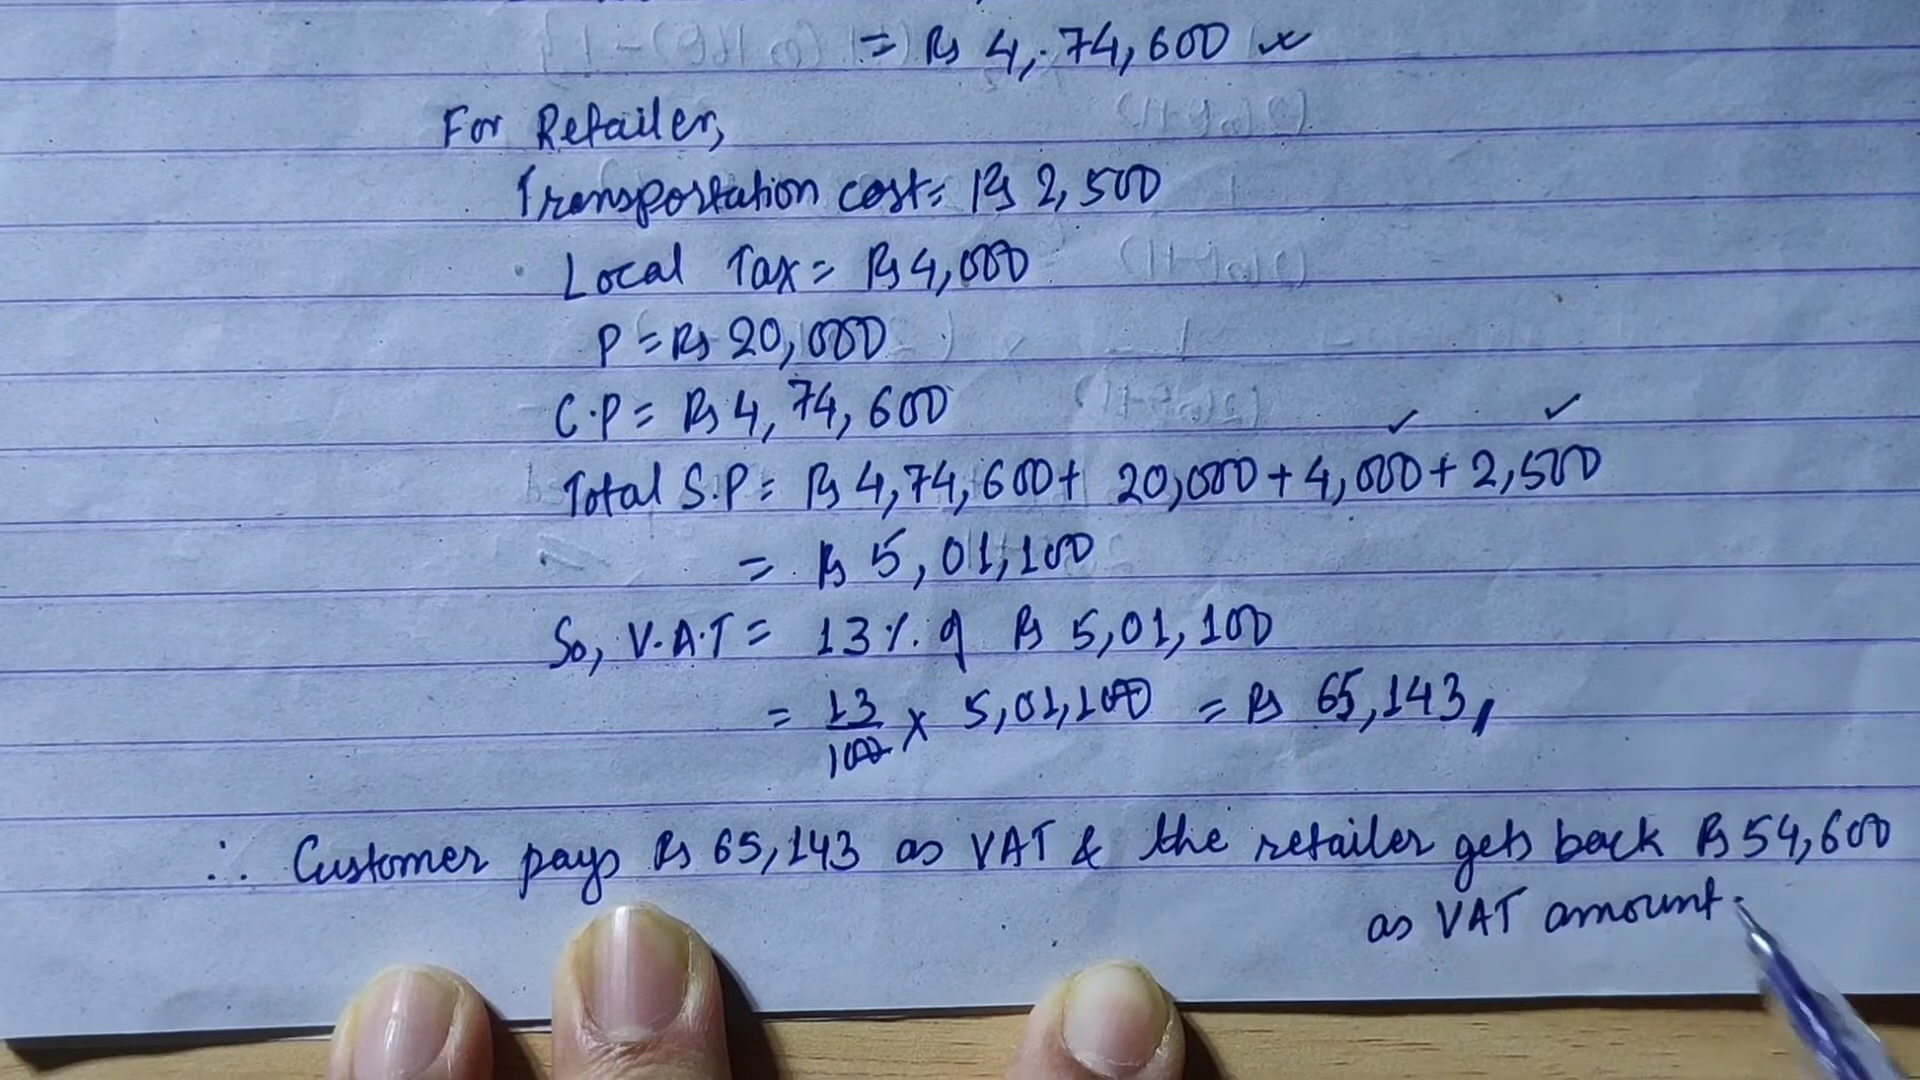 = Rs 4,74,600
For Retailer,
Transportation cost = Rs 2,500
Local Tax = Rs 4,000
P = Rs 20,000
C.P = Rs 4,74,600
Total S.P = Rs 4,74,600 + 20,000 + 4,000 + 2,500
= Rs 5,01,100
So, V.A.T = 13% of Rs 5,01,100
= 13/100 × 5,01,100 = Rs 65,143
∴ Customer pays Rs 65,143 as VAT & the retailer gets back Rs 54,600
as VAT amount.